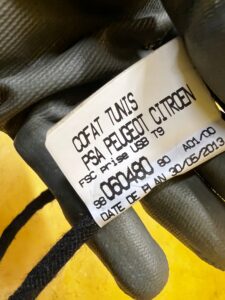 COFAT TUNIS
PSA PEUGEOT CITROEN
FSC Prise USB T9
98 060480 80 A01/00
DATE DE PLAN 30/05/2013